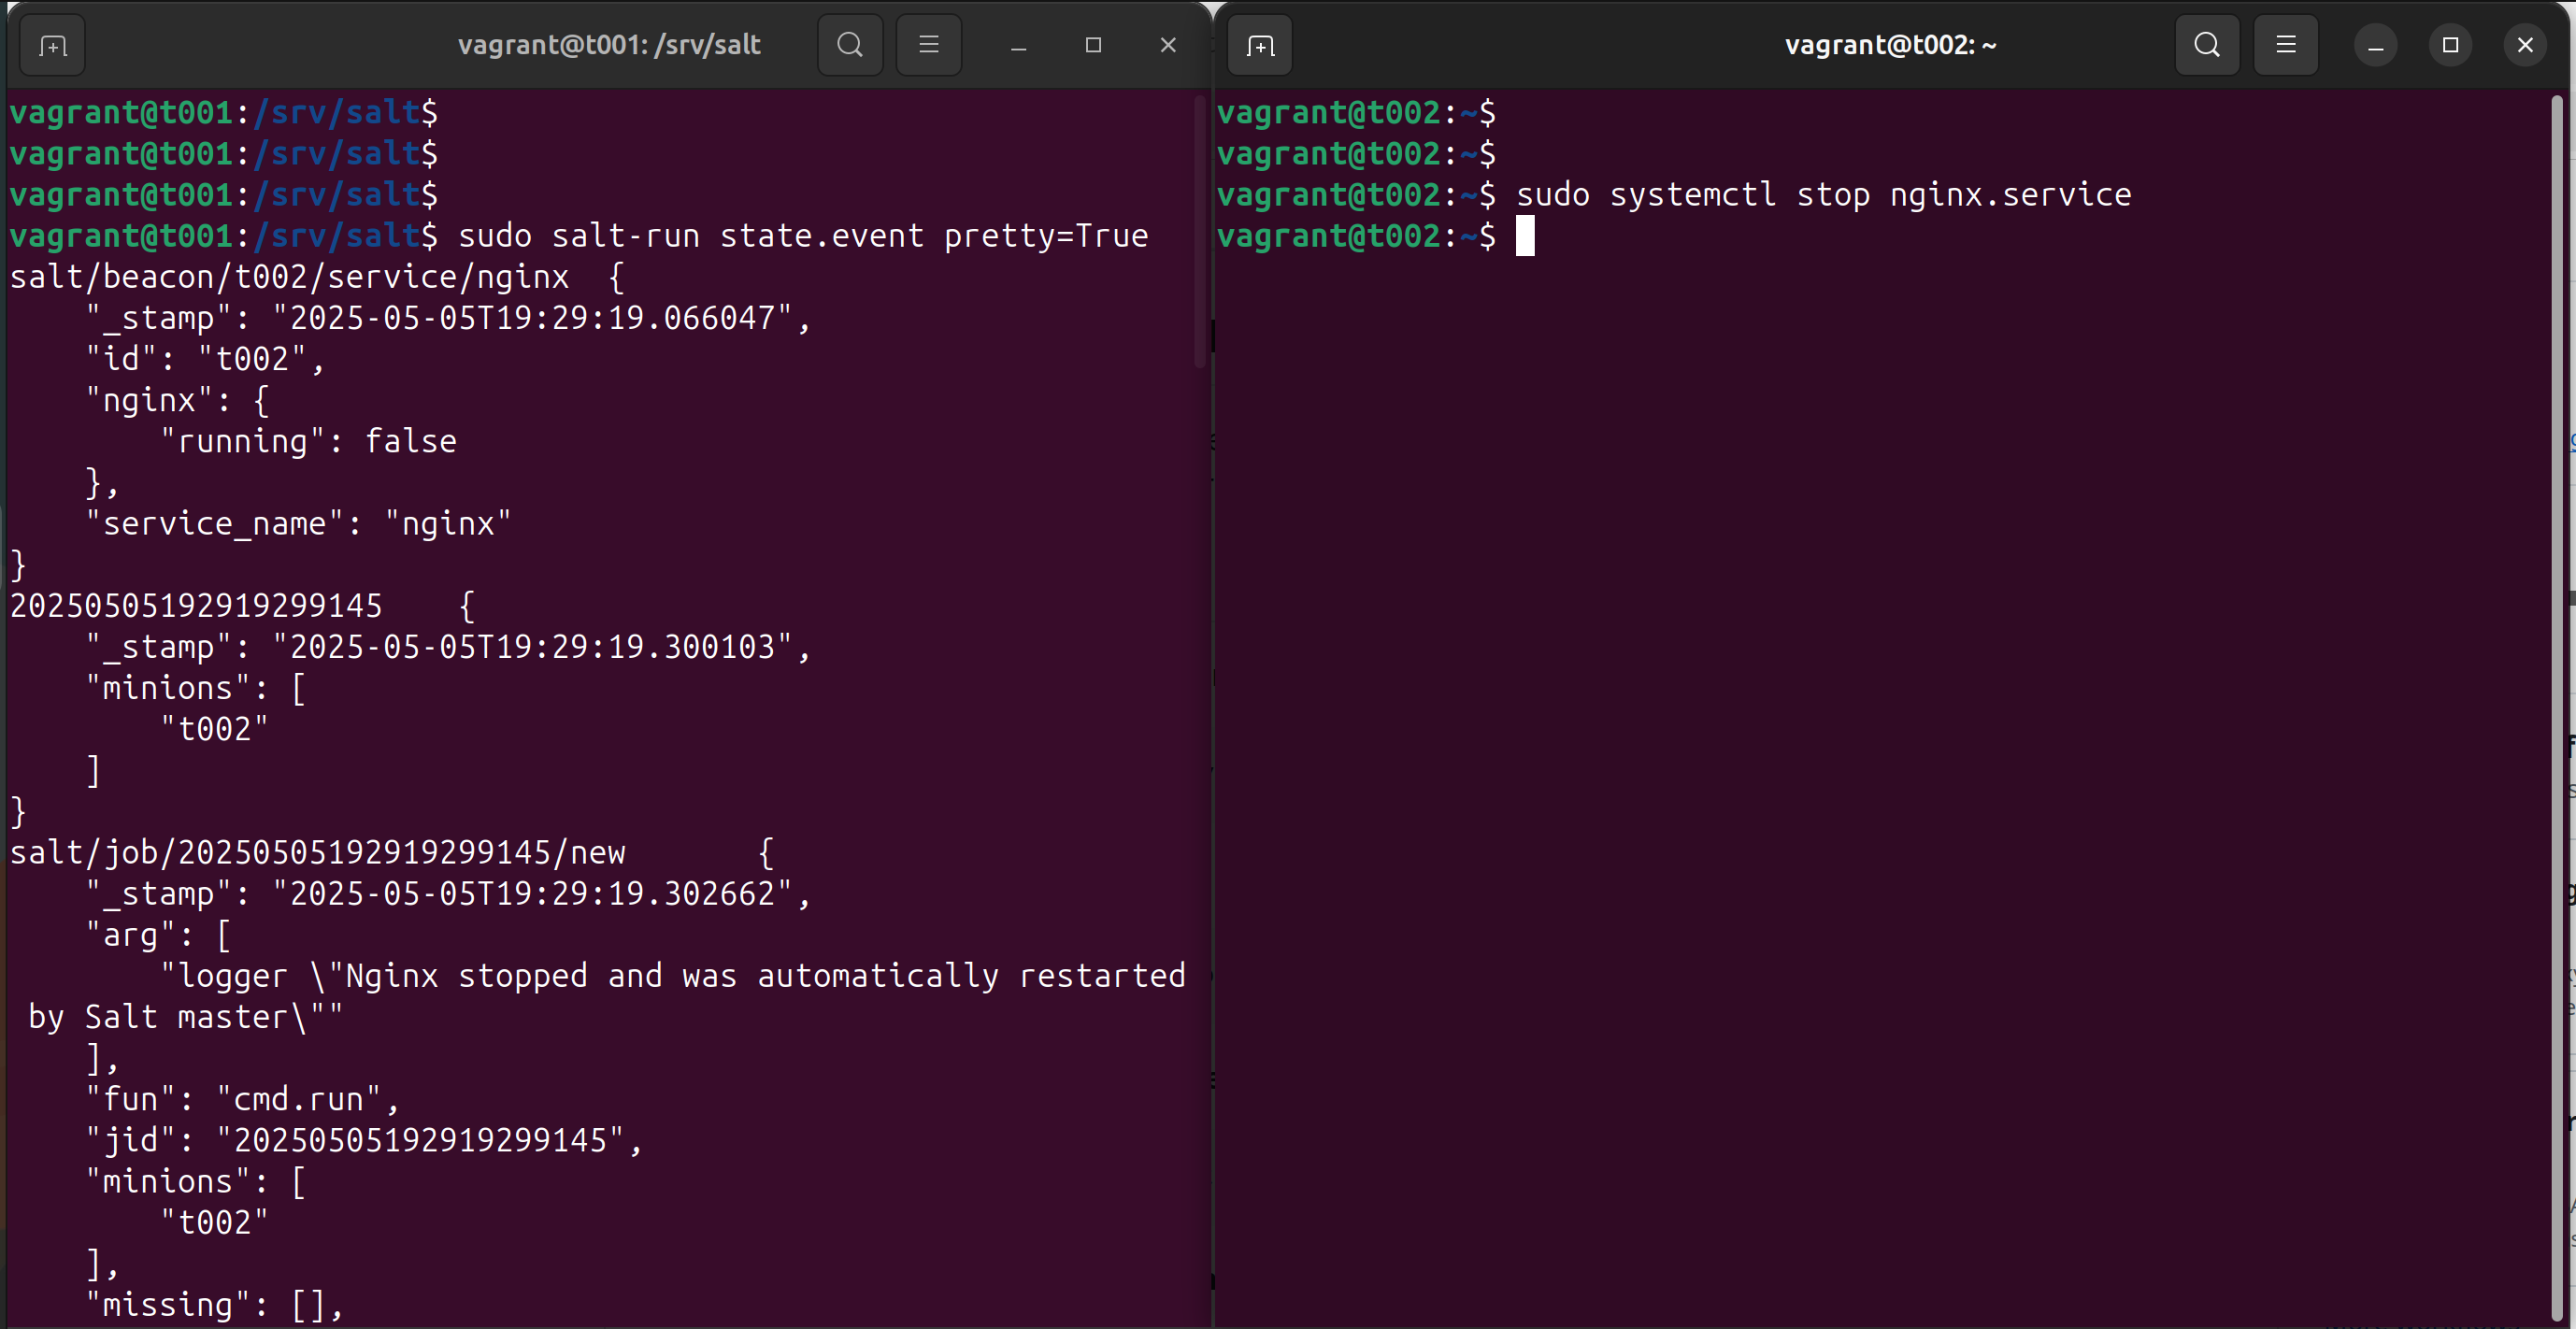 vagrant@t001: /srv/salt
vagrant@t001:/srv/salt$
vagrant@t001:/srv/salt$
vagrant@t001:/srv/salt$
vagrant@t001:/srv/salt$ sudo salt-run state.event pretty=True
salt/beacon/t002/service/nginx  {
    "_stamp": "2025-05-05T19:29:19.066047",
    "id": "t002",
    "nginx": {
        "running": false
    },
    "service_name": "nginx"
}
20250505192919299145    {
    "_stamp": "2025-05-05T19:29:19.300103",
    "minions": [
        "t002"
    ]
}
salt/job/20250505192919299145/new       {
    "_stamp": "2025-05-05T19:29:19.302662",
    "arg": [
        "logger \"Nginx stopped and was automatically restarted
 by Salt master\""
    ],
    "fun": "cmd.run",
    "jid": "20250505192919299145",
    "minions": [
        "t002"
    ],
    "missing": [],
vagrant@t002: ~
vagrant@t002:~$
vagrant@t002:~$
vagrant@t002:~$ sudo systemctl stop nginx.service
vagrant@t002:~$